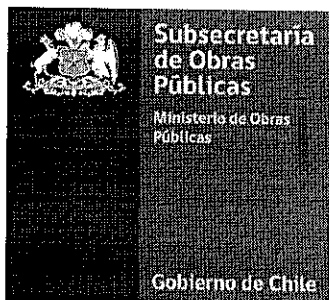 Subsecretaría
de Obras
Públicas
Ministerio de Obras
Públicas
Gobierno de Chile